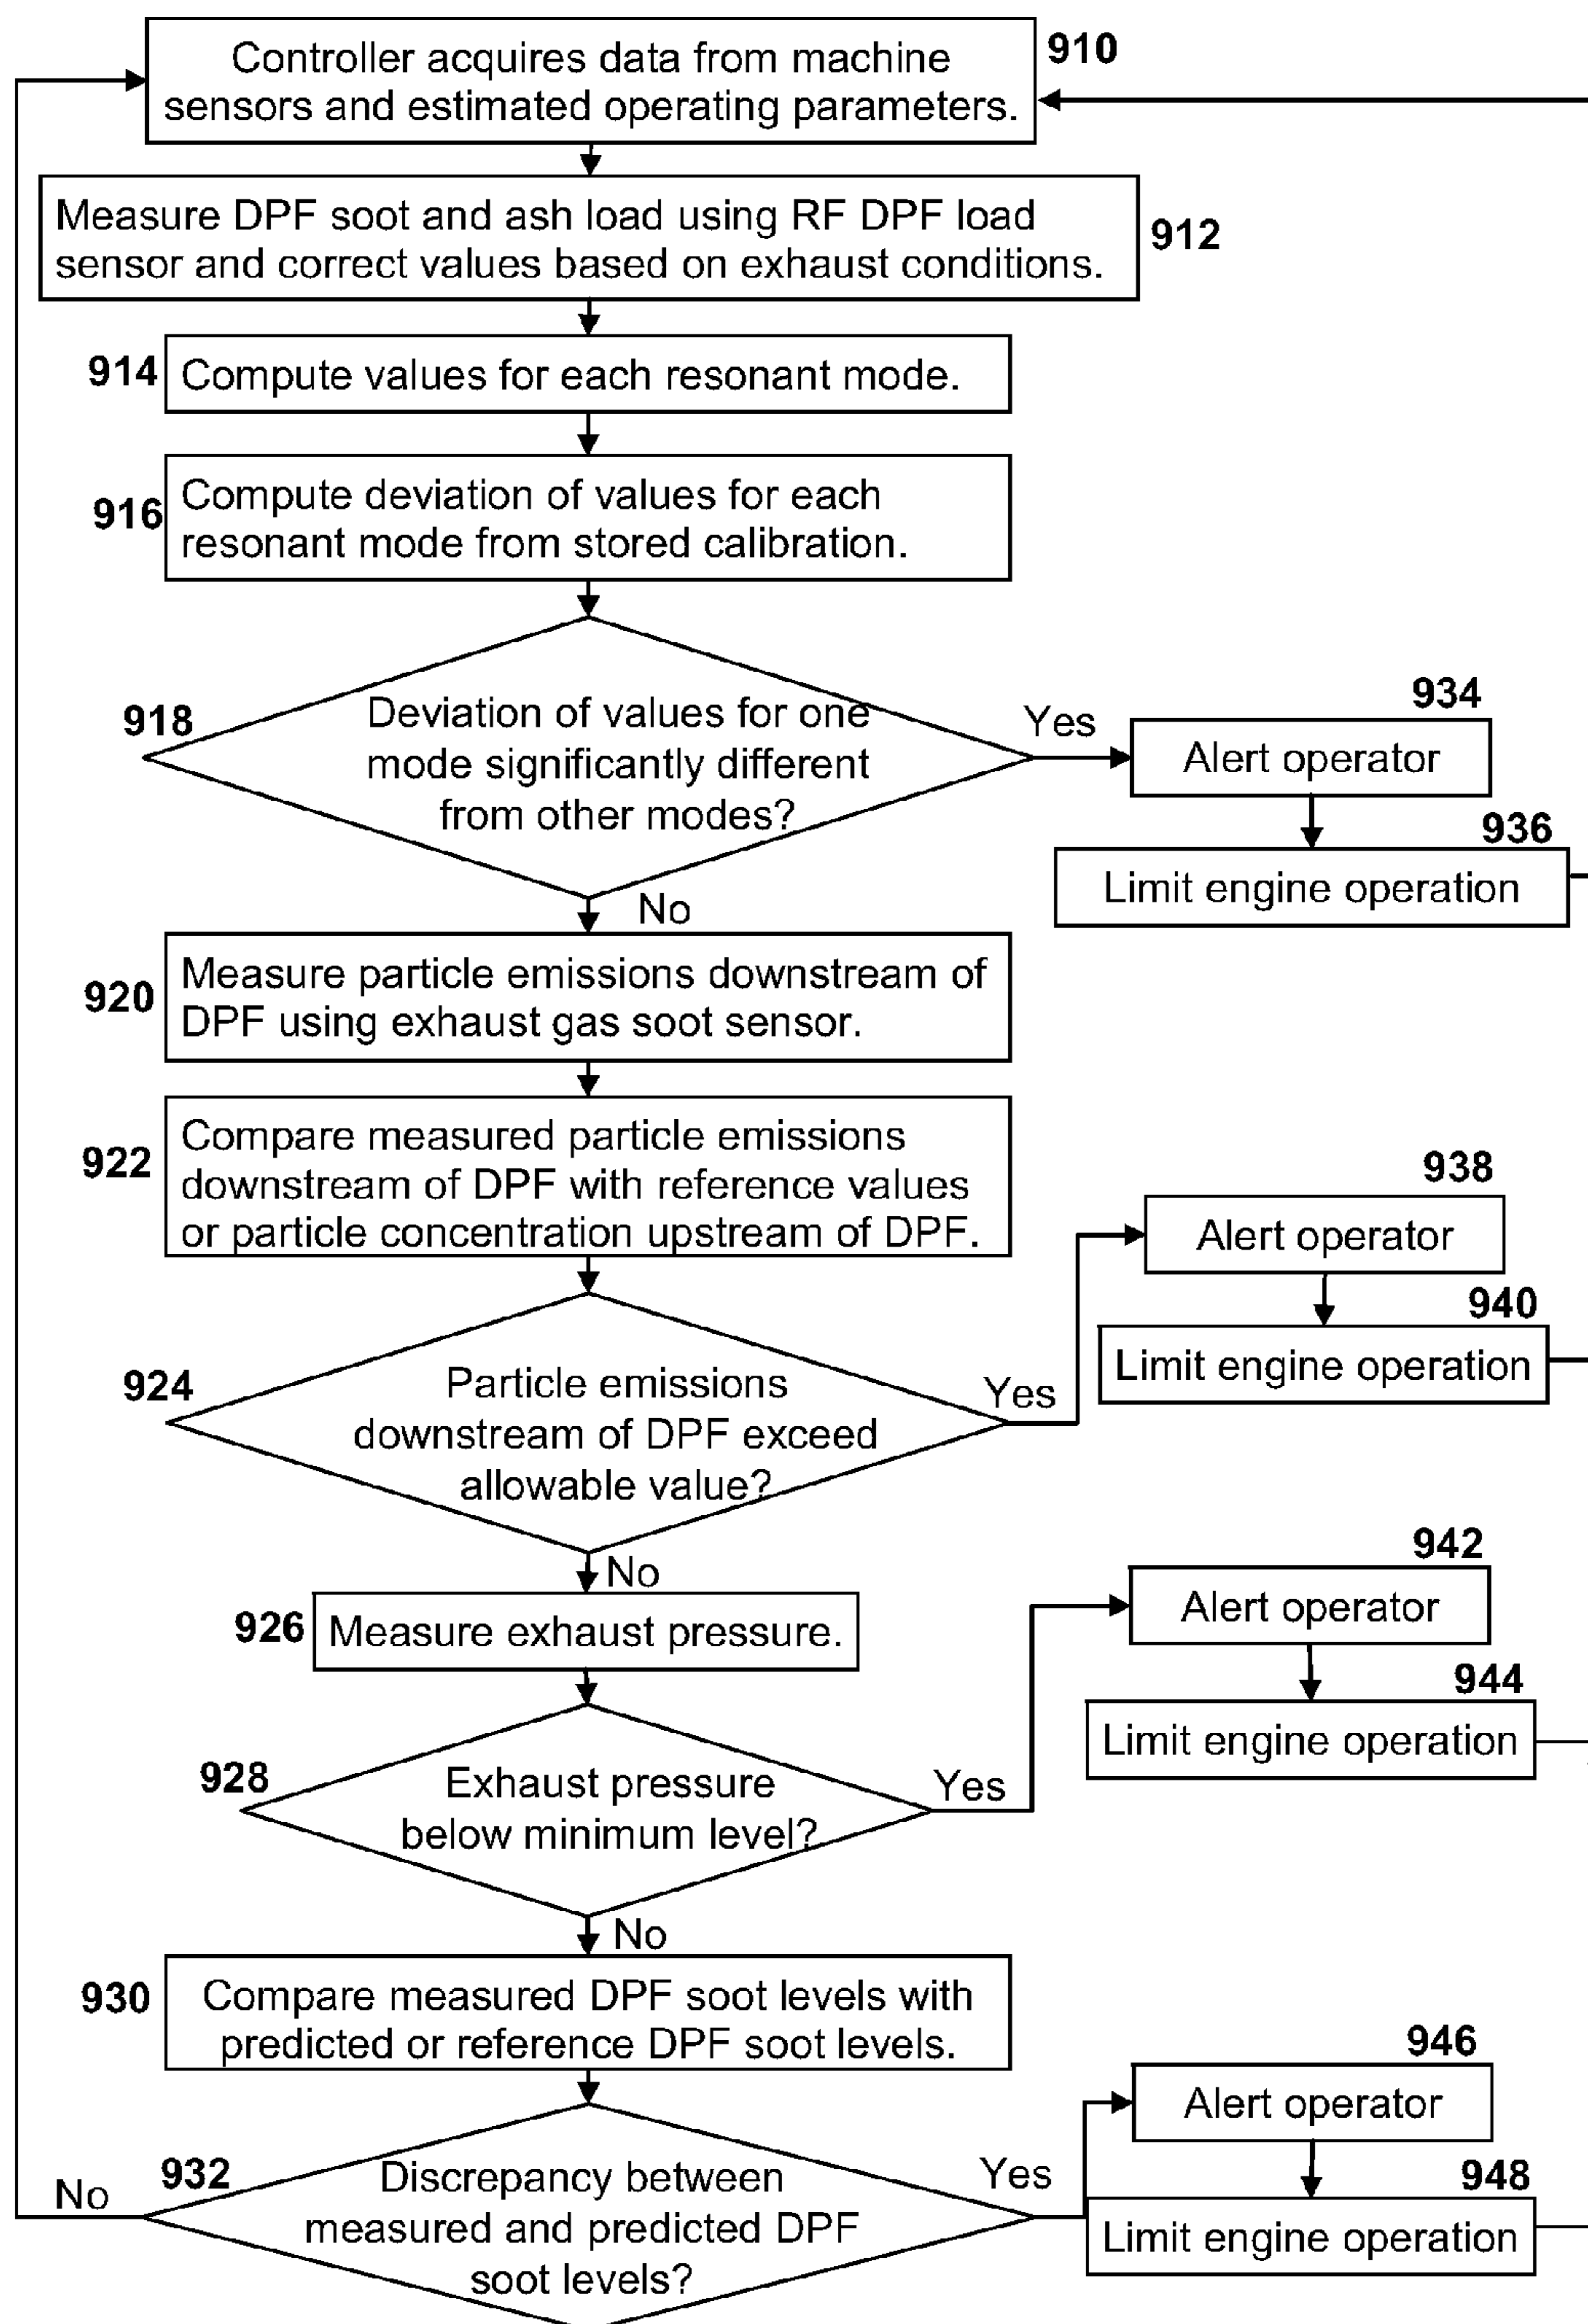 Controller acquires data from machine
sensors and estimated operating parameters.
910
Measure DPF soot and ash load using RF DPF load
sensor and correct values based on exhaust conditions.
912
914
Compute values for each resonant mode.
916
Compute deviation of values for each
resonant mode from stored calibration.
918
Deviation of values for one
mode significantly different
from other modes?
Yes
934
Alert operator
936
Limit engine operation
No
920
Measure particle emissions downstream of
DPF using exhaust gas soot sensor.
922
Compare measured particle emissions
downstream of DPF with reference values
or particle concentration upstream of DPF.
924
Particle emissions
downstream of DPF exceed
allowable value?
Yes
938
Alert operator
940
Limit engine operation
No
926
Measure exhaust pressure.
928
Exhaust pressure
below minimum level?
Yes
942
Alert operator
944
Limit engine operation
No
930
Compare measured DPF soot levels with
predicted or reference DPF soot levels.
932
Discrepancy between
measured and predicted DPF
soot levels?
No
Yes
946
Alert operator
948
Limit engine operation